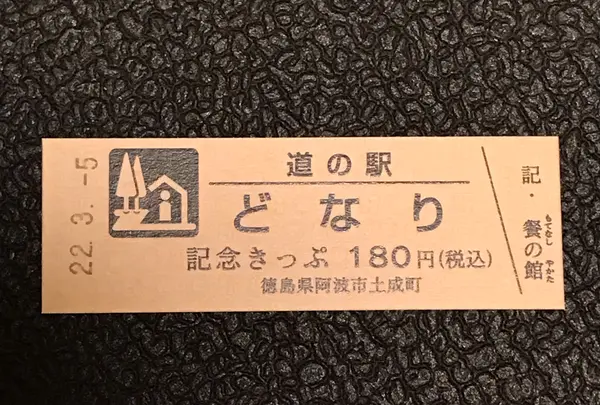 22.3.-5
道の駅
どなり
記念きっぷ 180円(税込)
徳島県阿波市土成町
記・餐の館
もてなし やかた